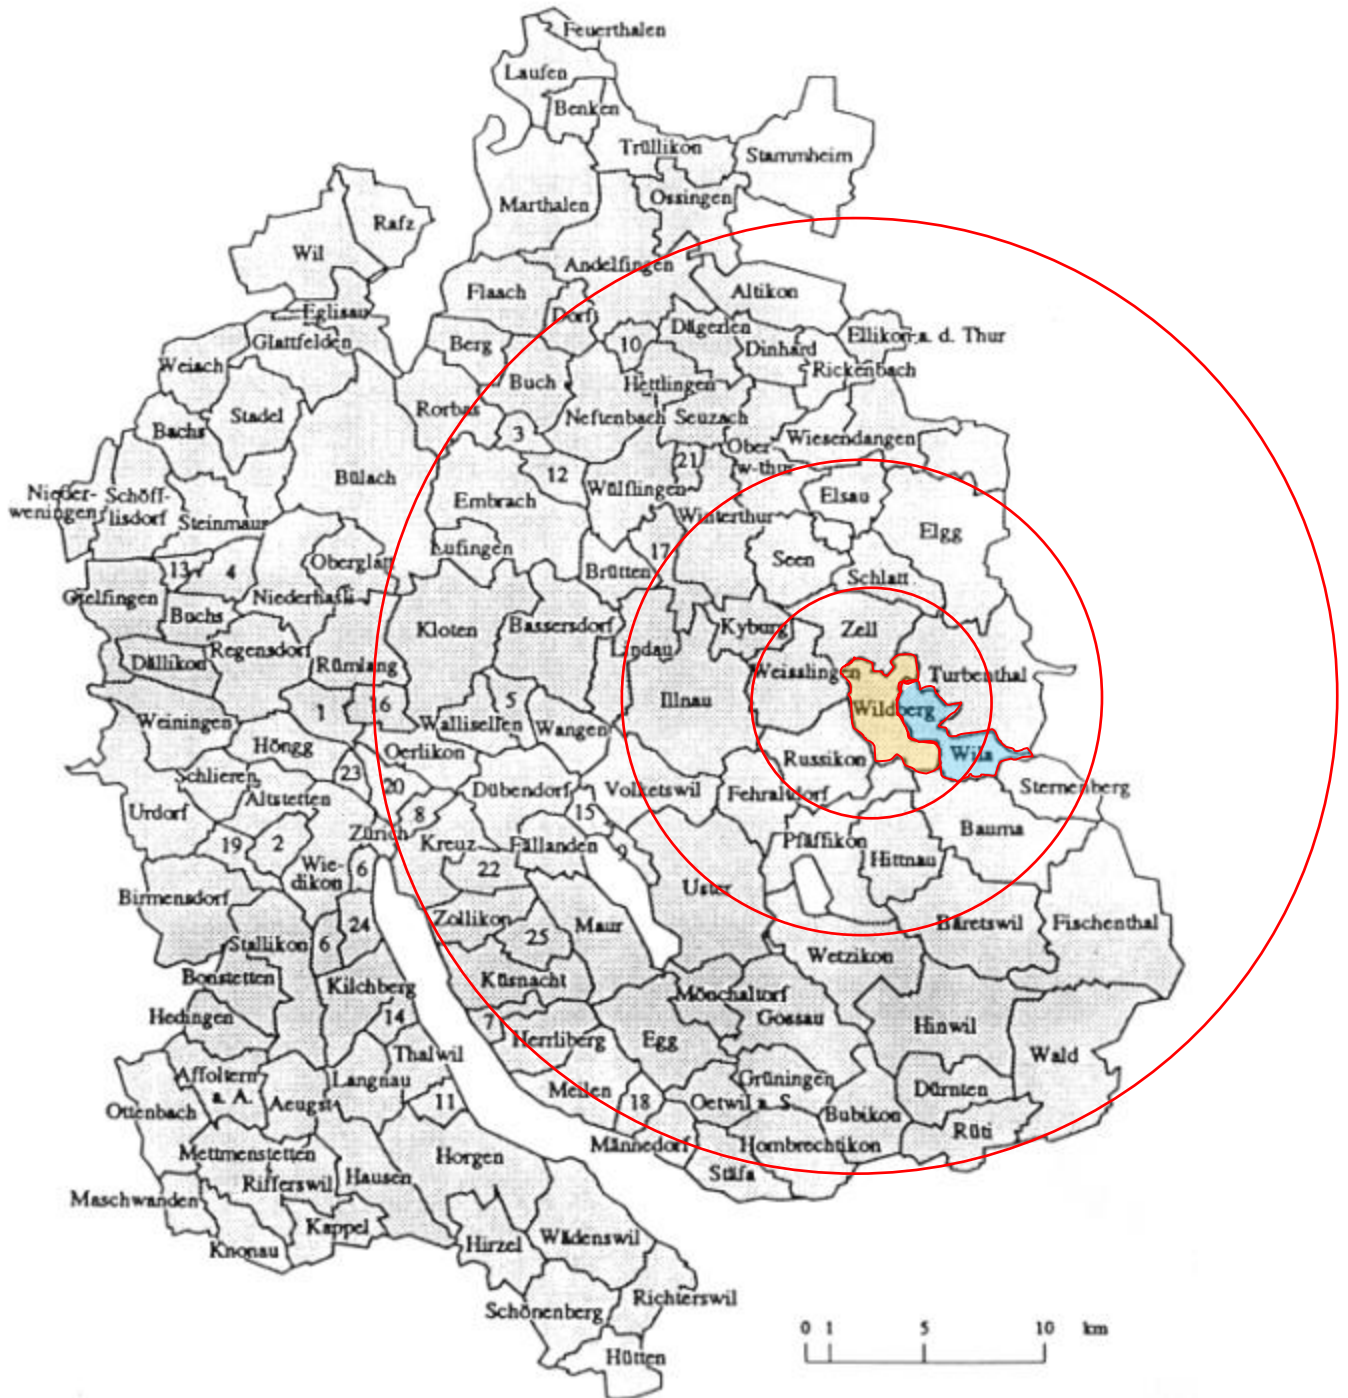 Feuerthalen
Laufen
Benken
Trüllikon
Stammheim
Ossingen
Marthalen
Rafz
Wil
Andelfingen
Flaach
Altikon
Eglisau
Dorf
Dägerlen
Ellikon a. d. Thur
Glattfelden
Berg
10
Dinhard
Weiach
Rickenbach
Buch
Hettlingen
Stadel
Rorbas
Neftenbach
Seuzach
Bachs
3
Wiesendangen
Ober
w-thur
21
Bülach
12
Wülflingen
Elsau
Nieder-
weningen
Schöff-
lisdorf
Embrach
Steinmaur
Winterthur
Elgg
Lufingen
17
Seen
Oberglatt
13
4
Brütten
Schlatt
Otelfingen
Niederhasli
Buchs
Kloten
Bassersdorf
Kyburg
Zell
Regensdorf
Lindau
Dällikon
Rümlang
Weisslingen
Turbenthal
16
5
Illnau
Wildberg
1
Weiningen
Wallisellen
Wangen
Höngg
Oerlikon
Russikon
Wila
23
Schlieren
20
Dübendorf
Volketswil
Fehraltorf
Sternenberg
Altstetten
Urdorf
8
15
Zürich
Bauma
19
2
Kreuz
Fällanden
9
Pfäffikon
Hittnau
Wie-
dikon
6
22
Uster
Birmensdorf
Zollikon
Maur
Bäretswil
Fischenthal
24
Stallikon
6
25
Wetzikon
Bonstetten
Kilchberg
Küsnacht
Mönchaltorf
Hedingen
14
7
Gossau
Hinwil
Herrliberg
Egg
Thalwil
Wald
Affoltern
a. A.
Langnau
Grüningen
Meilen
Dürnten
Ottenbach
Aeugst
11
18
Oetwil a. S.
Bubikon
Rüti
Männedorf
Hombrechtikon
Mettmenstetten
Horgen
Stäfa
Rifferswil
Hausen
Maschwanden
Kappel
Knonau
Hirzel
Wädenswil
Richterswil
Schönenberg
0 1 5 10 km
Hütten